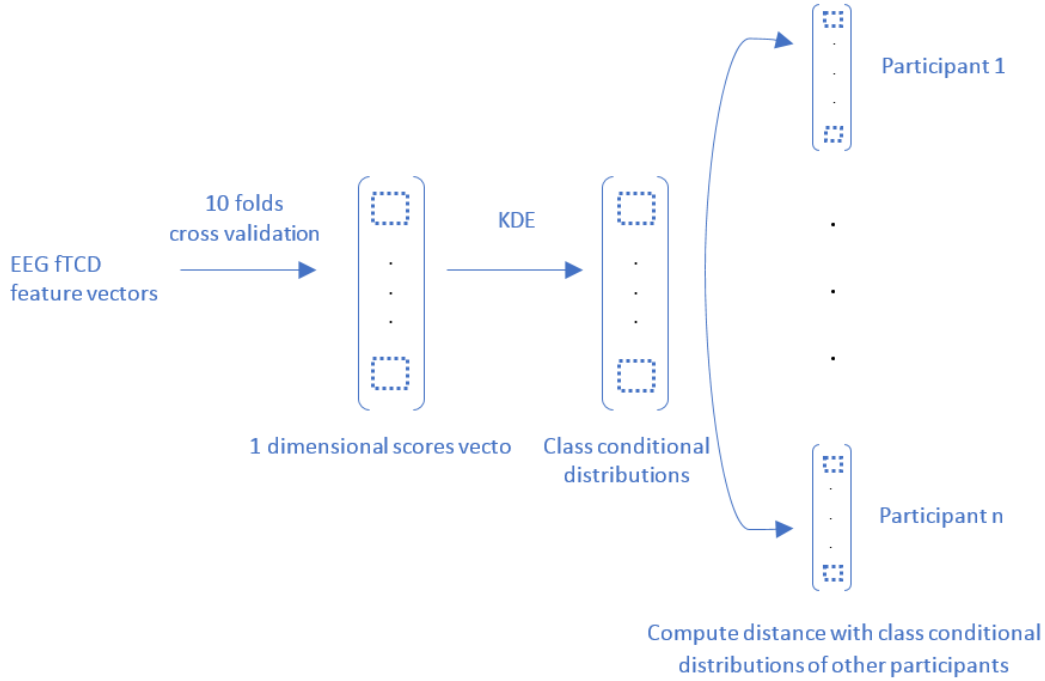 EEG fTCD
feature vectors
10 folds
cross validation
1 dimensional scores vecto
KDE
Class conditional
distributions
Participant 1
Participant n
Compute distance with class conditional
distributions of other participants